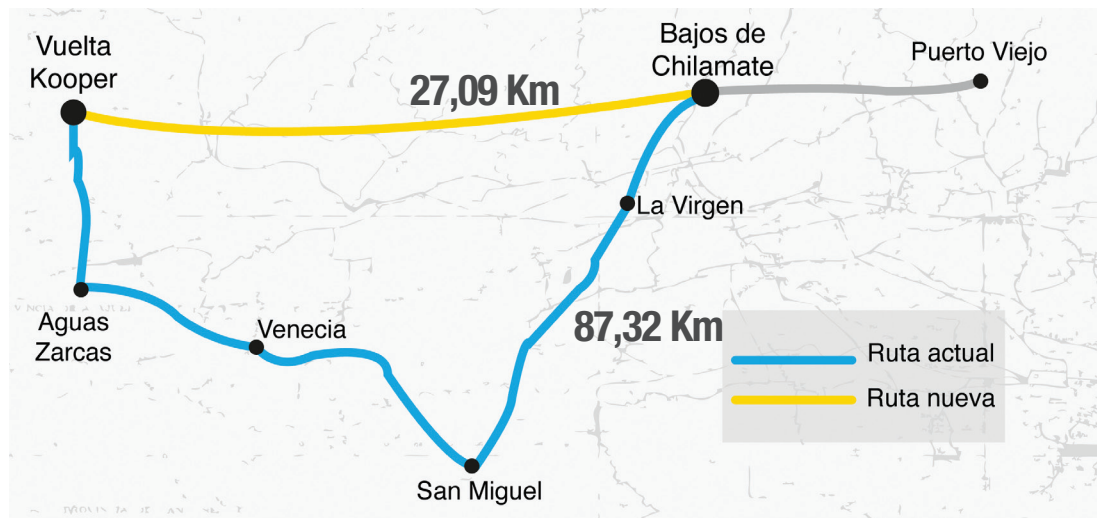 Vuelta
Kooper
27,09 Km
Bajos de
Chilamate
Puerto Viejo
La Virgen
Aguas
Zarcas
Venecia
87,32 Km
Ruta actual
Ruta nueva
San Miguel